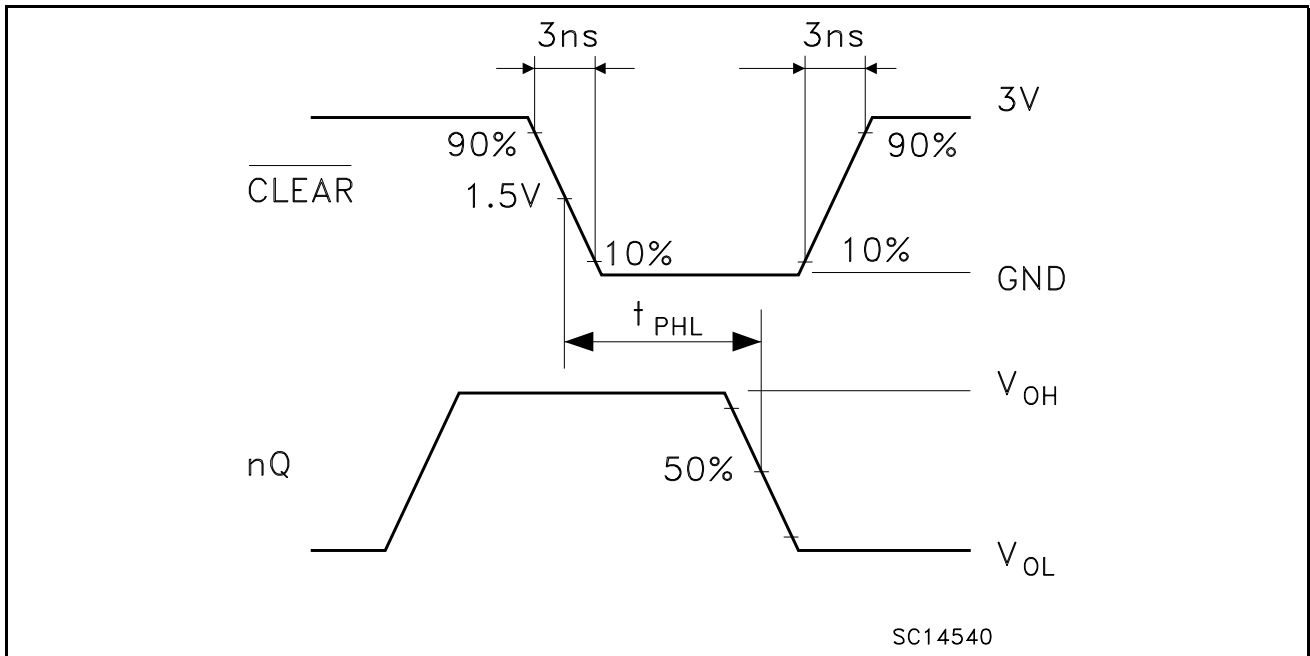 3ns 3ns
3V
90% 90%
CLEAR
1.5V
10% 10%
GND
t PHL
V OH
nQ
50%
V OL
SC14540